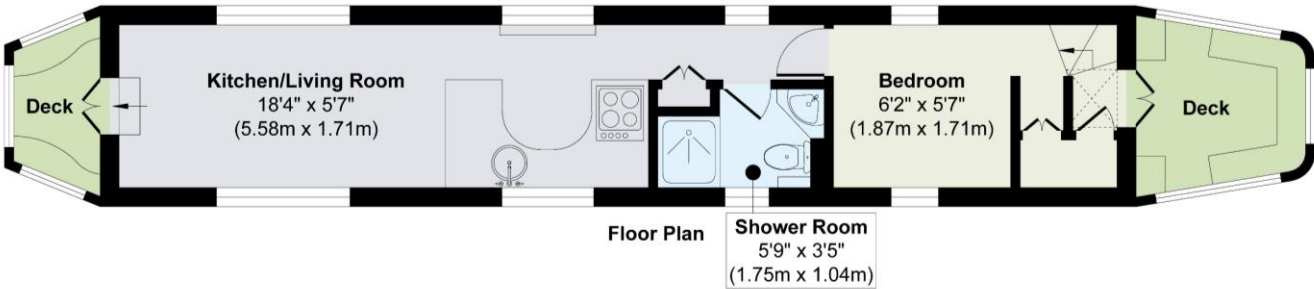 Deck
Kitchen/Living Room
18'4" x 5'7"
(5.58m x 1.71m)
Bedroom
6'2" x 5'7"
(1.87m x 1.71m)
Deck
Floor Plan
Shower Room
5'9" x 3'5"
(1.75m x 1.04m)